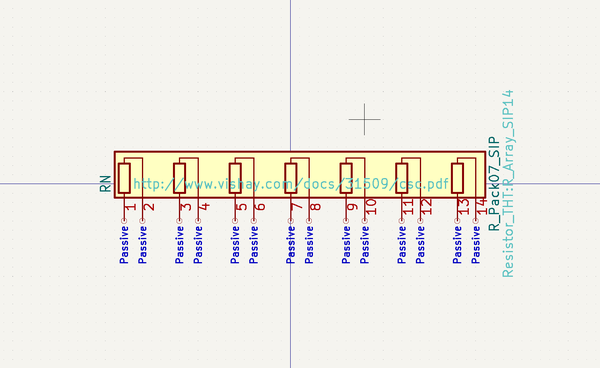 RN
http://www.vishay.com/docs/31509/csc.pdf
R_Pack07_SIP
Resistor_THT:R_Array_SIP14
1 2 3 4 5 6 7 8 9 10 11 12 13 14
Passive Passive Passive Passive Passive Passive Passive Passive Passive Passive Passive Passive Passive Passive